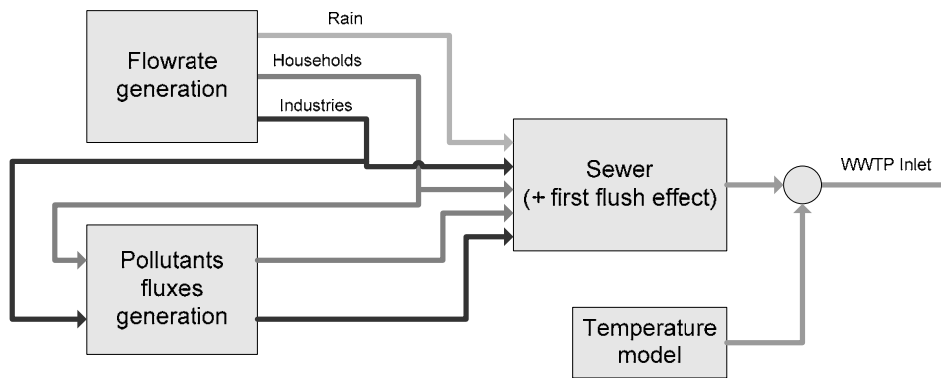 Rain
Flowrate
generation
Households
Industries
Sewer
(+ first flush effect)
WWTP Inlet
Pollutants
fluxes
generation
Temperature
model